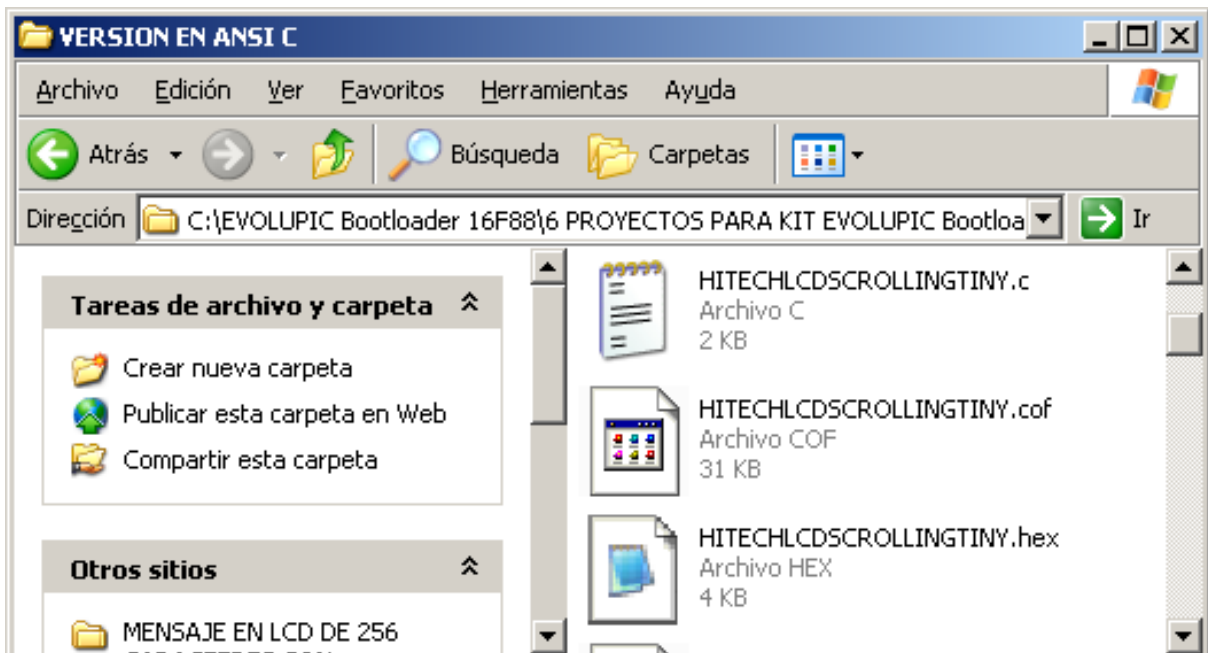 VERSION EN ANSI C
Archivo Edición Ver Favoritos Herramientas Ayuda
Atrás Búsqueda Carpetas
Dirección C:\EVOLUPIC Bootloader 16F88\6 PROYECTOS PARA KIT EVOLUPIC Bootloa Ir
Tareas de archivo y carpeta
Crear nueva carpeta
Publicar esta carpeta en Web
Compartir esta carpeta
Otros sitios
MENSAJE EN LCD DE 256
HITECHLCDSCROLLINGTINY.c
Archivo C
2 KB
HITECHLCDSCROLLINGTINY.cof
Archivo COF
31 KB
HITECHLCDSCROLLINGTINY.hex
Archivo HEX
4 KB